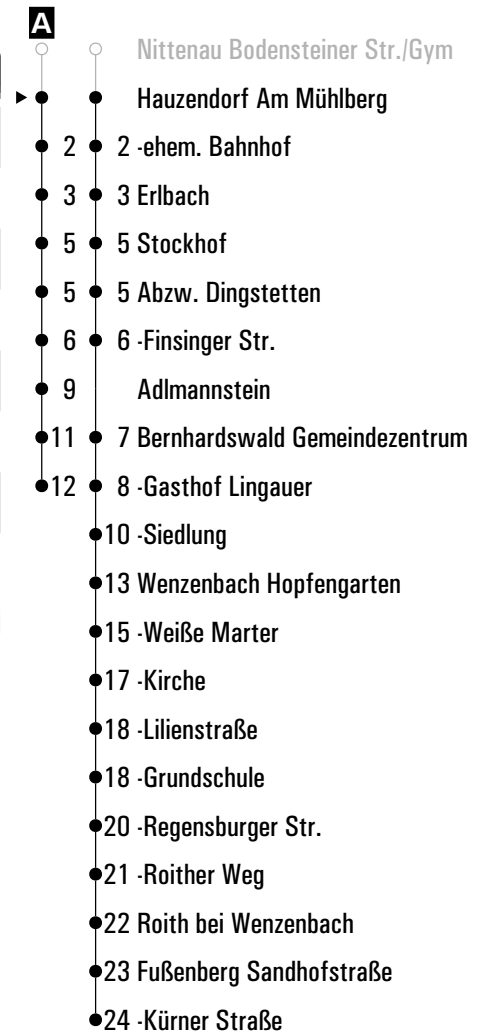 A
Nittenau Bodensteiner Str./Gym
Hauzendorf Am Mühlberg
2 2 -ehem. Bahnhof
3 3 Erlbach
5 5 Stockhof
5 5 Abzw. Dingstetten
6 6 -Finsinger Str.
9 Adlmannstein
11 7 Bernhardswald Gemeindezentrum
12 8 -Gasthof Lingauer
10 -Siedlung
13 Wenzenbach Hopfengarten
15 -Weiße Marter
17 -Kirche
18 -Lilienstraße
18 -Grundschule
20 -Regensburger Str.
21 -Roither Weg
22 Roith bei Wenzenbach
23 Fußenberg Sandhofstraße
24 -Kürner Straße